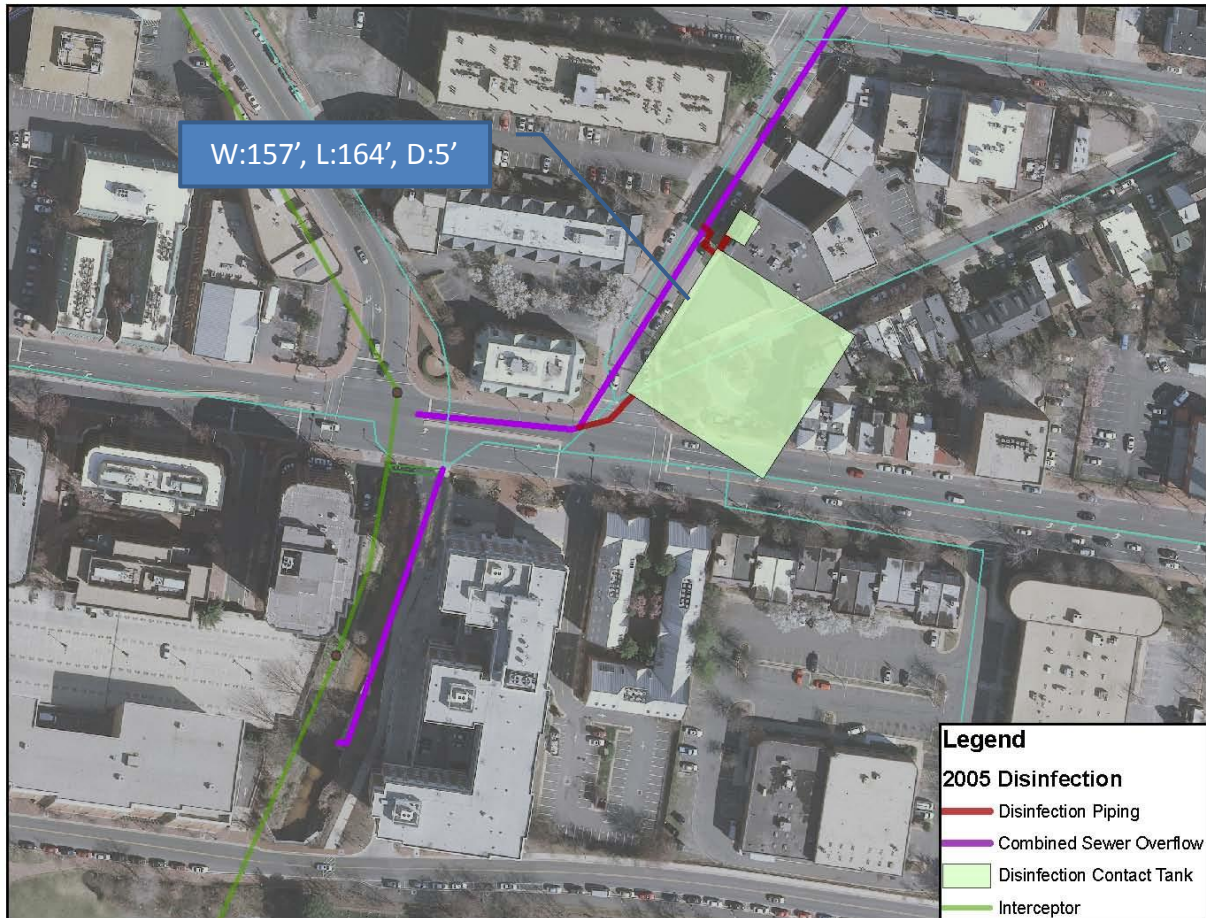 W:157’, L:164’, D:5’
Legend
2005 Disinfection
Disinfection Piping
Combined Sewer Overflow
Disinfection Contact Tank
Interceptor